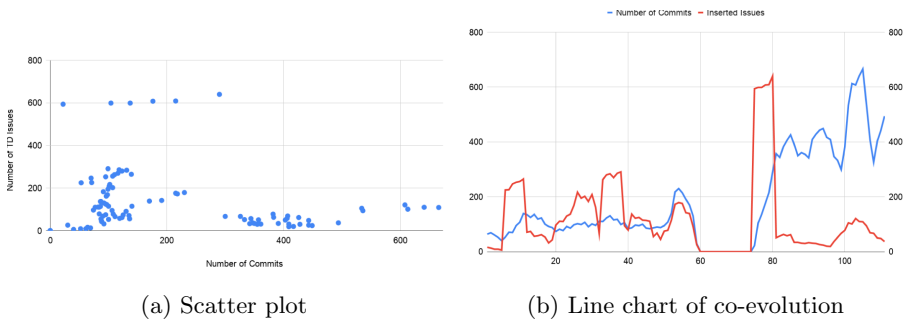 Number of Commits Inserted Issues
800
600
400
200
0
0 200 400 600
Number of TD Issues
Number of Commits
800
600
400
200
800
600
400
200
0
20 40 60 80 100
(a) Scatter plot
(b) Line chart of co-evolution